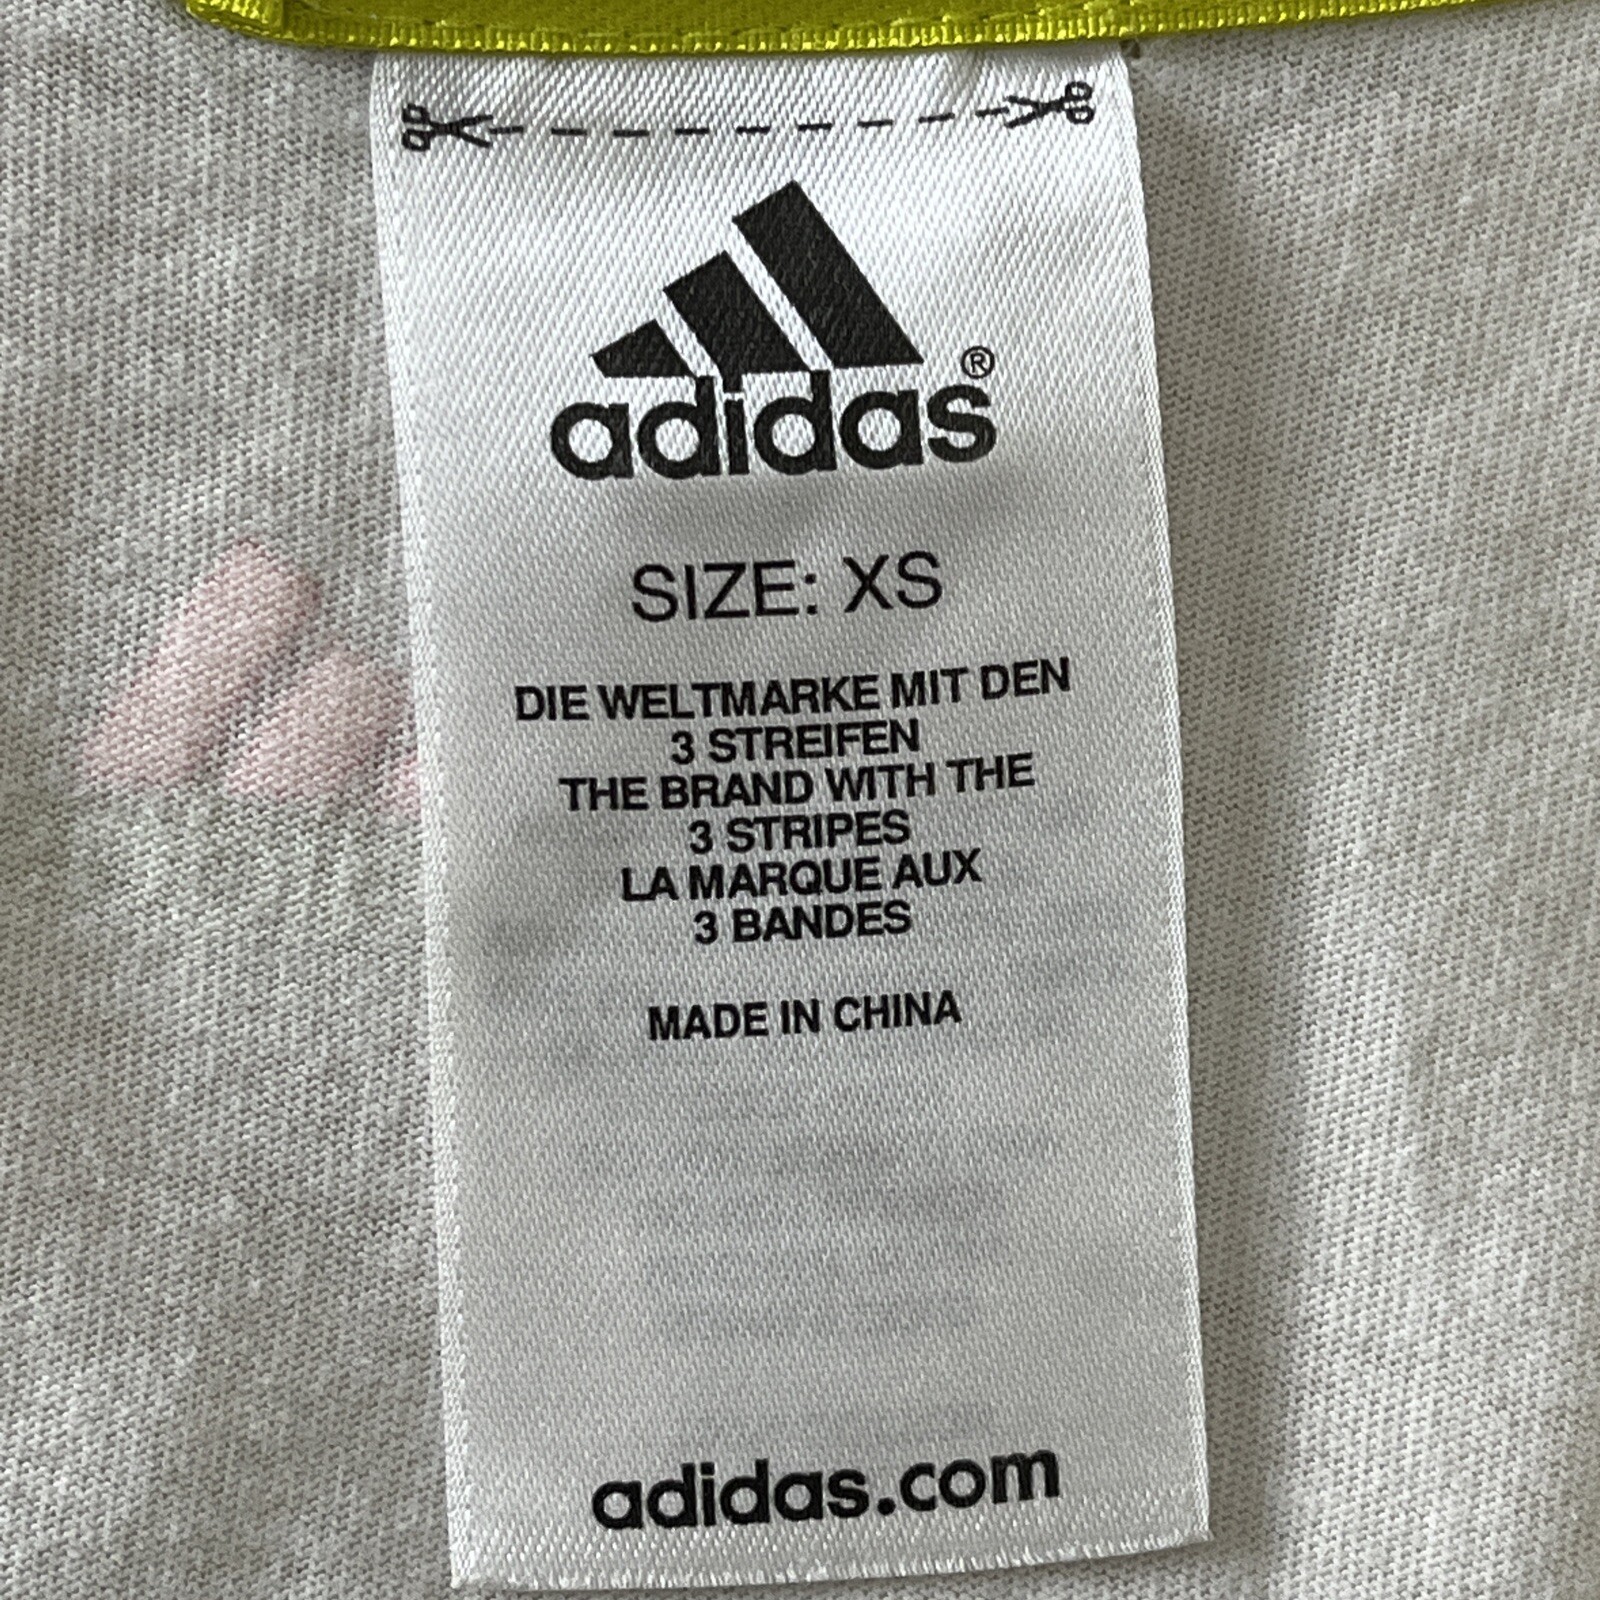 adidas®
SIZE: XS
DIE WELTMARKE MIT DEN
3 STREIFEN
THE BRAND WITH THE
3 STRIPES
LA MARQUE AUX
3 BANDES
MADE IN CHINA
adidas.com